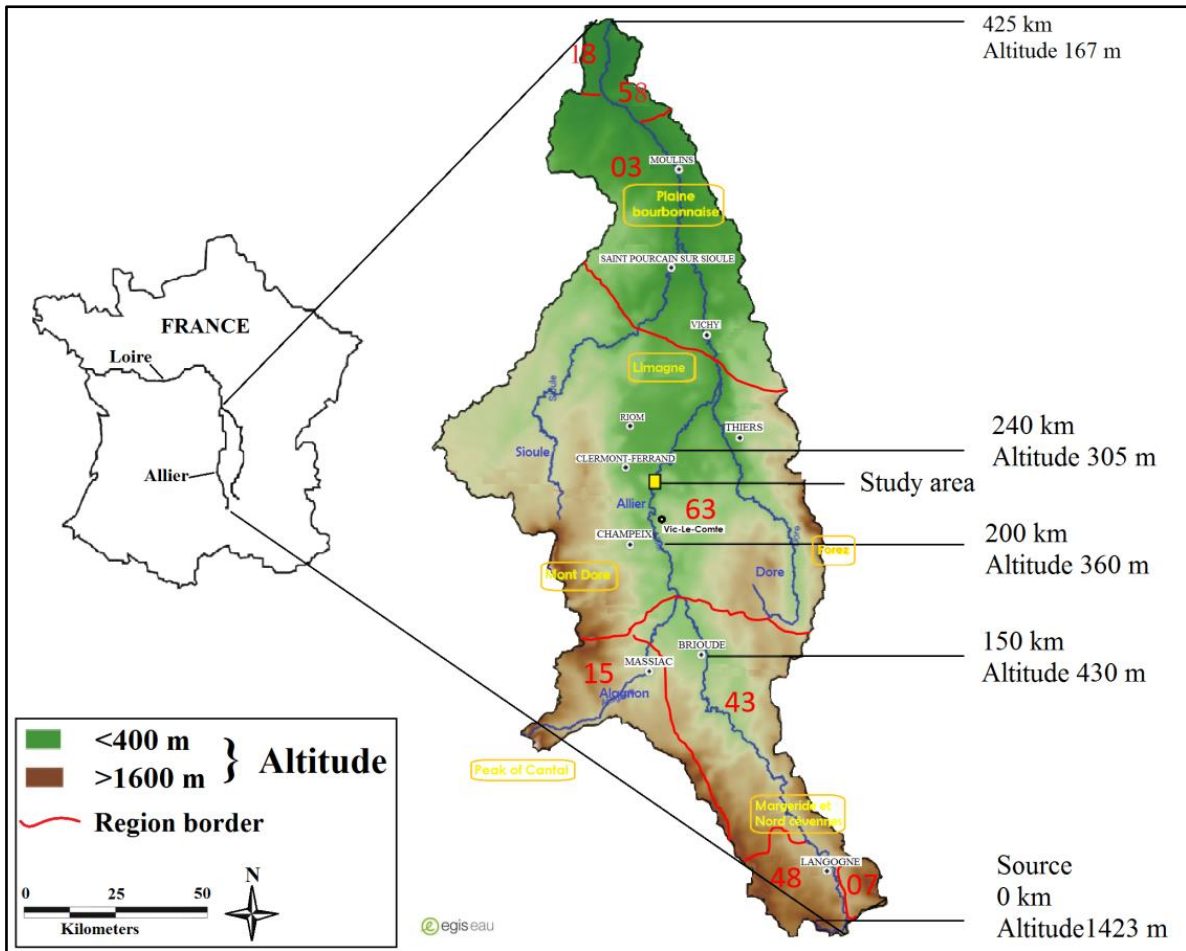 425 km
Altitude 167 m
18
58
03
MOULINS
Plaine
bourbonnaise
SAINT POURCAIN SUR SIOULE
VICHY
FRANCE
Loire
Allier
Limagne
Sioule
RIOM
THIERS
Sioule
CLERMONT-FERRAND
240 km
Altitude 305 m
Study area
Allier
63
Vic-Le-Comte
CHAMPEIX
200 km
Altitude 360 m
Forez
Mont Dore
Dore
150 km
Altitude 430 m
BRIOUDE
MASSIAC
15
Alagnon
43
Peak of Cantal
Margeride et
Nord cévennes
LANGOGNE
48
07
Source
0 km
Altitude1423 m
<400 m
>1600 m
} Altitude
Region border
0 25 50
Kilometers
N
egis eau